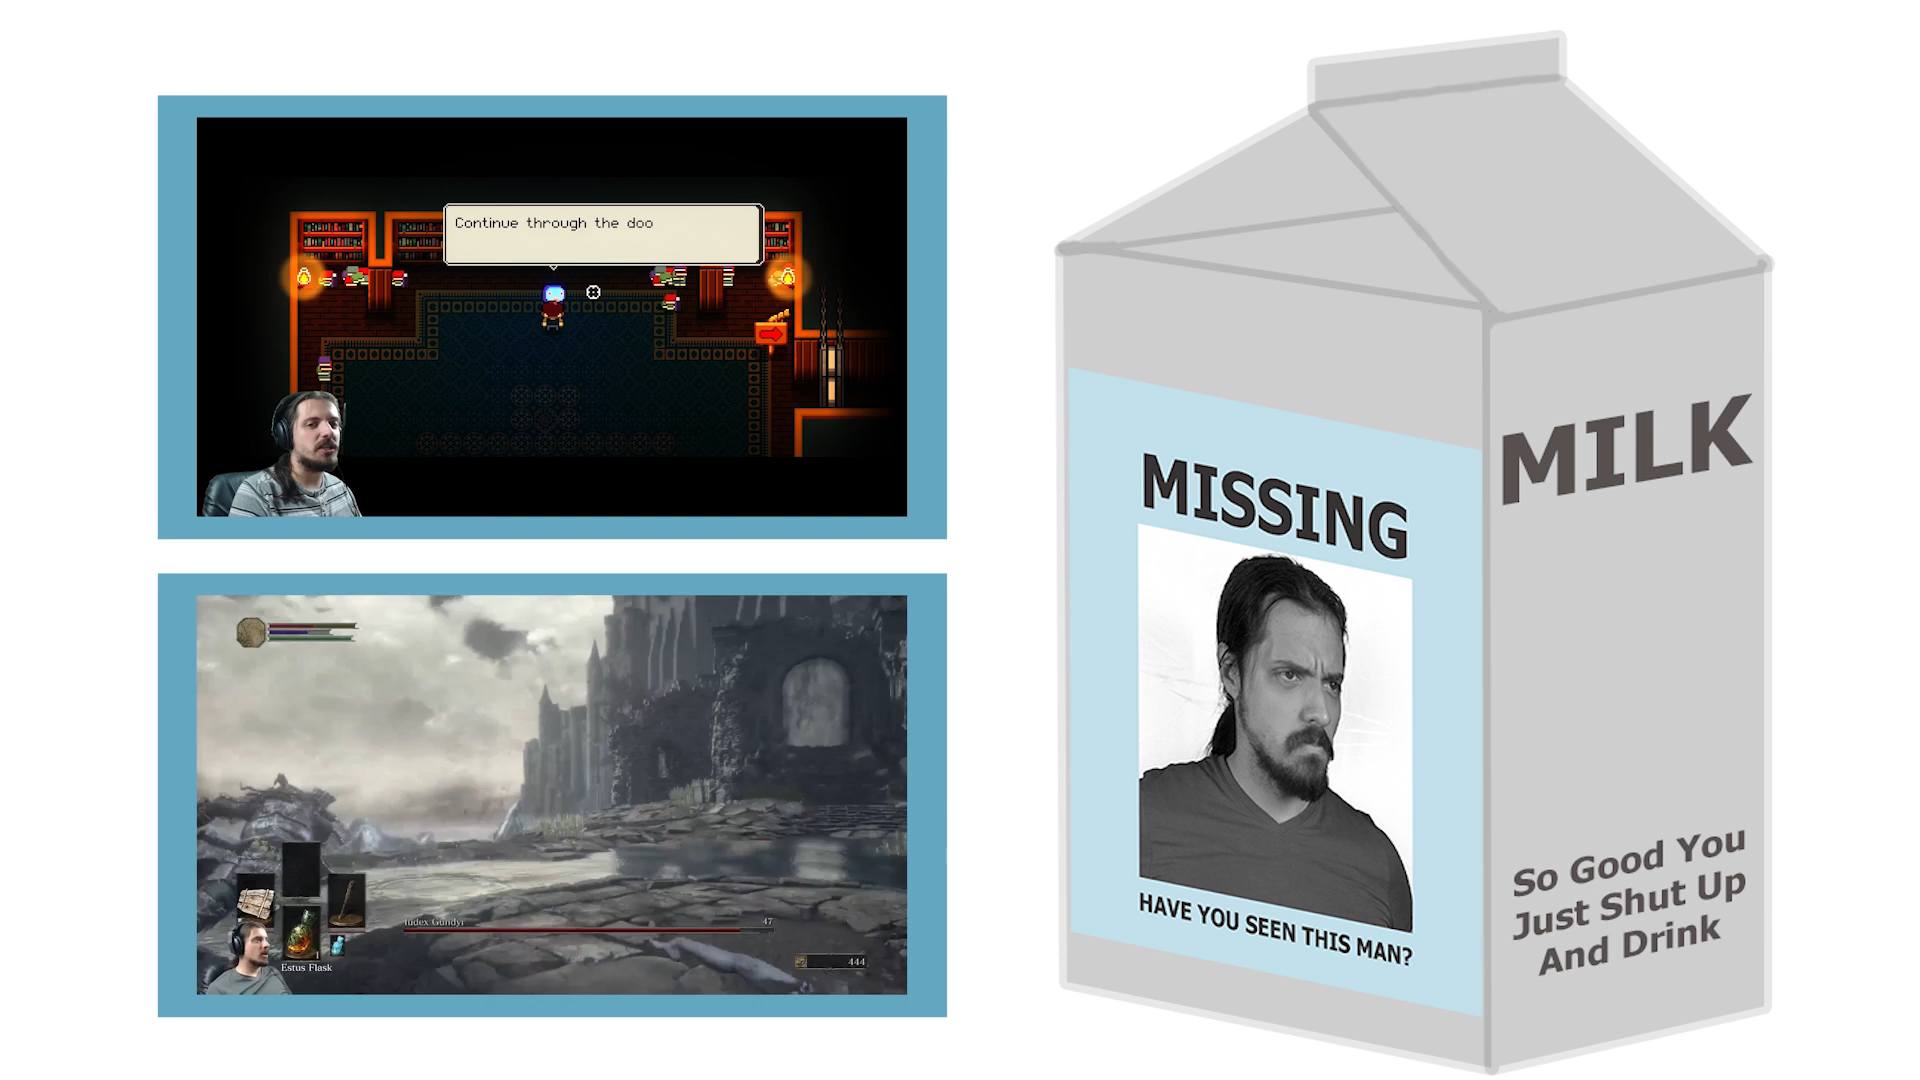 Continue through the doo
Iudex Gundyr
47
1
Estus Flask
444
MISSING
HAVE YOU SEEN THIS MAN?
MILK
So Good You
Just Shut Up
And Drink